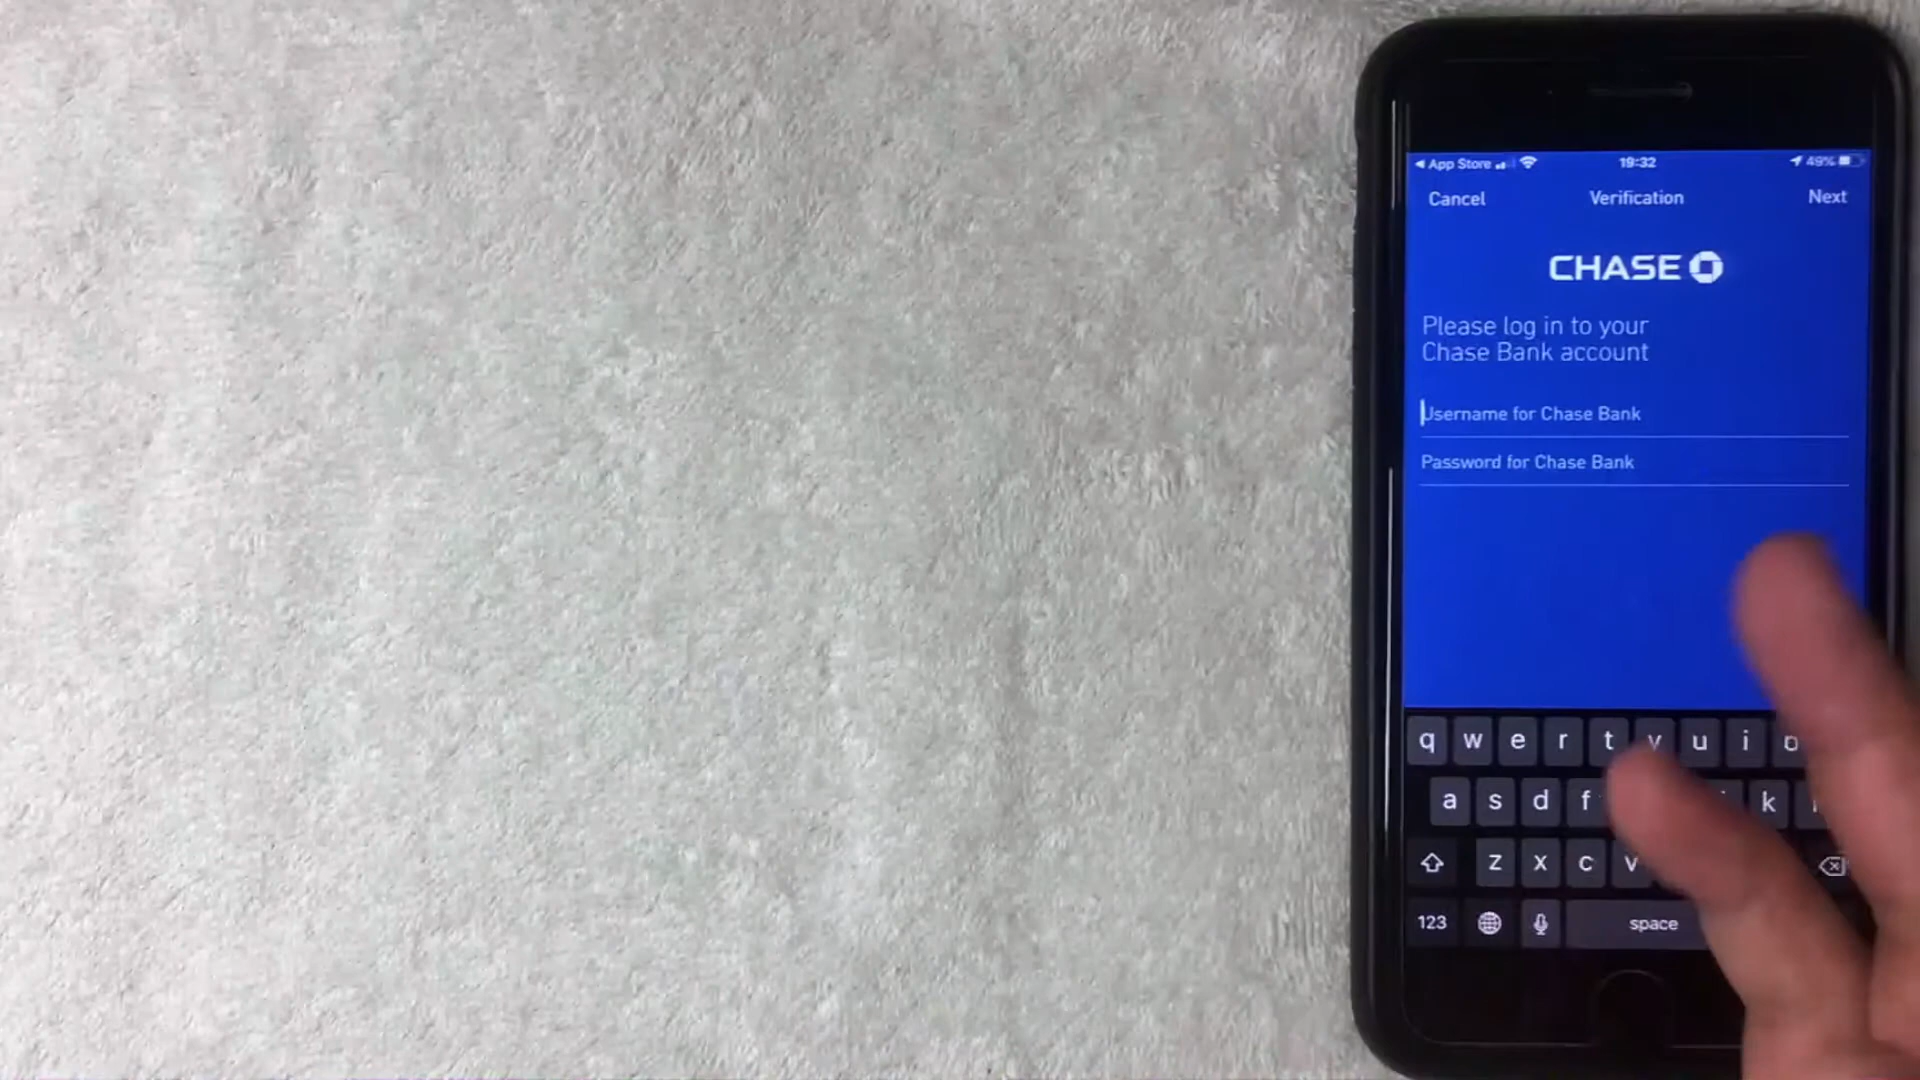 ◀ App Store 19:32 49%
Cancel Verification Next
CHASE
Please log in to your
Chase Bank account
Username for Chase Bank
Password for Chase Bank
q w e r t y u i
a s d f k
z x c v
123 space